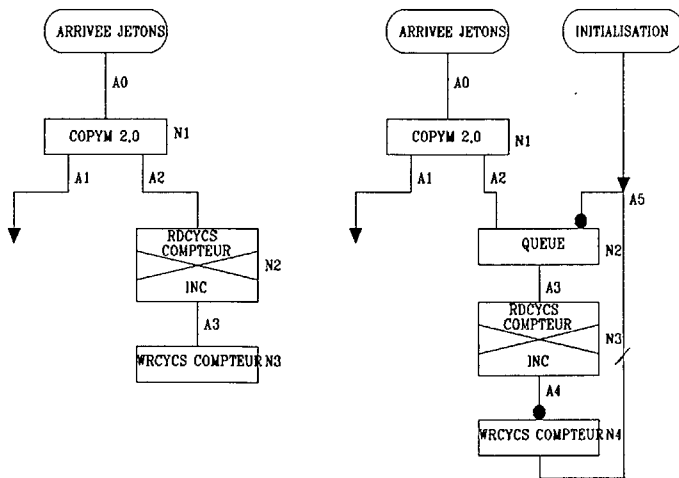 ARRIVEE JETONS
A0
COPYM 2,0
N1
A1
A2
RDCYCS
COMPTEUR
N2
INC
A3
WRCYCS COMPTEUR N3
ARRIVEE JETONS
INITIALISATION
A0
COPYM 2,0
N1
A1
A2
A5
QUEUE
N2
A3
RDCYCS
COMPTEUR
N3
INC
A4
WRCYCS COMPTEUR N4